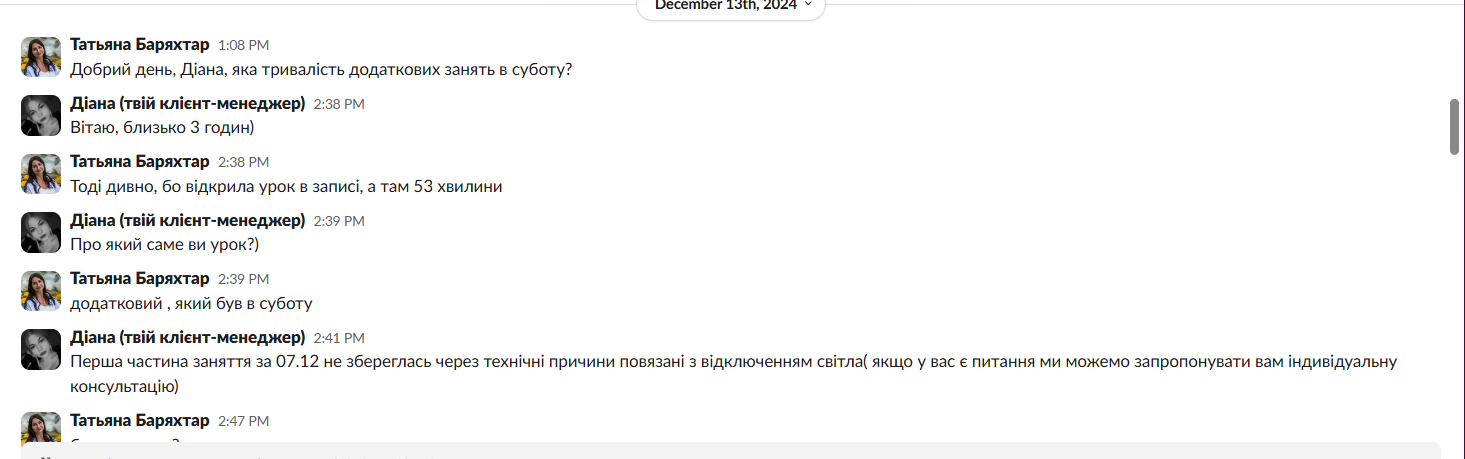 December 13th, 2024
Татьяна Баряхтар 1:08 PM
Добрий день, Діана, яка тривалість додаткових занять в суботу?
Діана (твій клієнт-менеджер) 2:38 PM
Вітаю, близько 3 годин)
Татьяна Баряхтар 2:38 PM
Тоді дивно, бо відкрила урок в записі, а там 53 хвилини
Діана (твій клієнт-менеджер) 2:39 PM
Про який саме ви урок?)
Татьяна Баряхтар 2:39 PM
додатковий , який був в суботу
Діана (твій клієнт-менеджер) 2:41 PM
Перша частина заняття за 07.12 не збереглась через технічні причини повязані з відключенням світла( якщо у вас є питання ми можемо запропонувати вам індивідуальну
консультацію)
Татьяна Баряхтар 2:47 PM